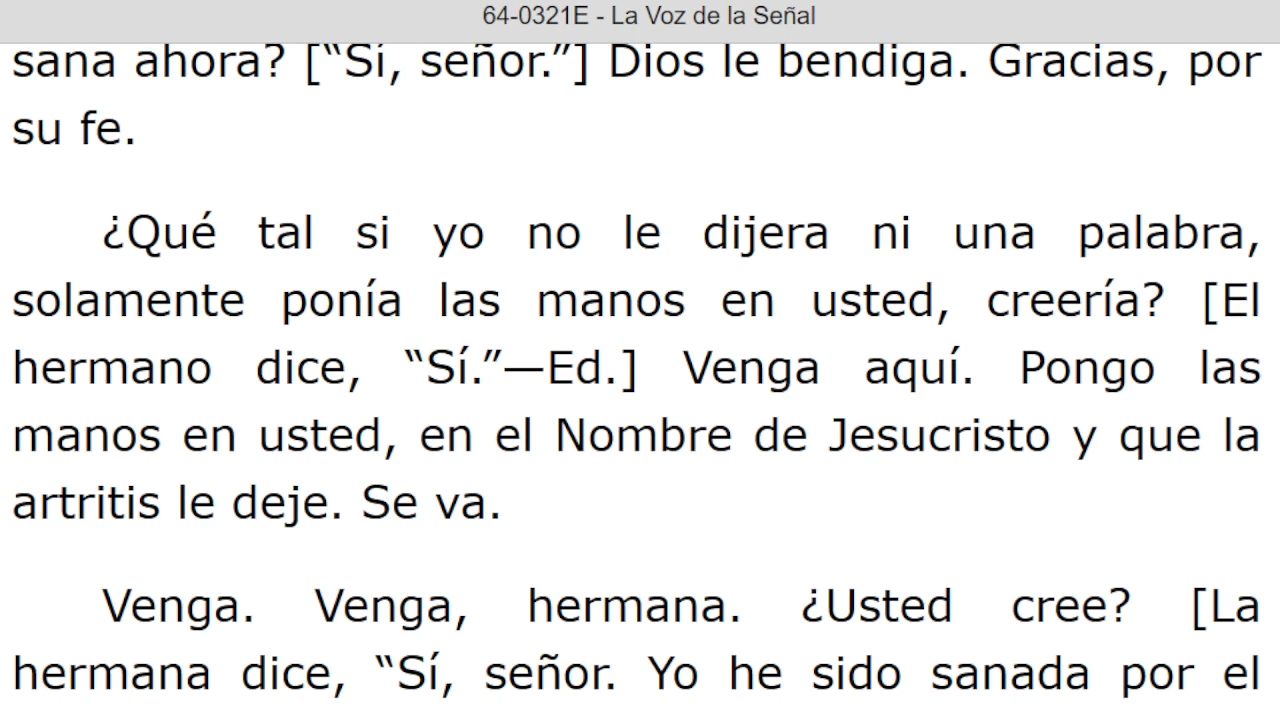 64-0321E - La Voz de la Señal
sana ahora? [“Sí, señor.”] Dios le bendiga. Gracias, por
su fe.
¿Qué tal si yo no le dijera ni una palabra,
solamente ponía las manos en usted, creería? [El
hermano dice, “Sí.”—Ed.] Venga aquí. Pongo las
manos en usted, en el Nombre de Jesucristo y que la
artritis le deje. Se va.
Venga. Venga, hermana. ¿Usted cree? [La
hermana dice, “Sí, señor. Yo he sido sanada por el